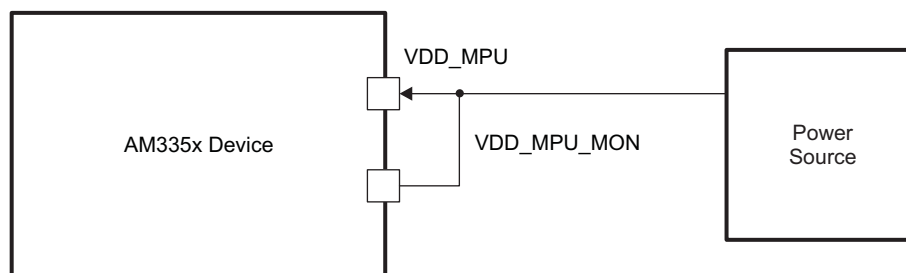 VDD_MPU
AM335x Device
VDD_MPU_MON
Power
Source